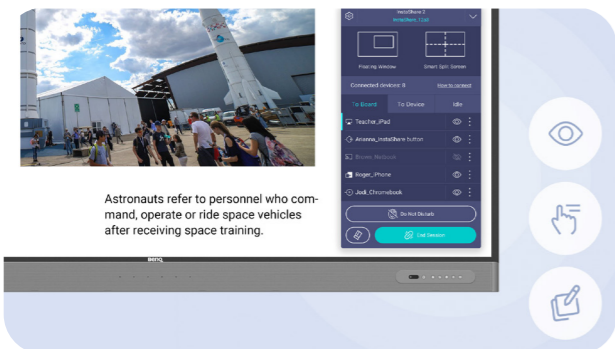 InstaShare 2
Floating Window
Smart Split Screen
Connected devices: 8
How to connect
To Board
To Device
Idle
Teacher_iPad
Arianna_InstaShare button
Roger_iPhone
Jodi_Chromebook
Do Not Disturb
End Session
Astronauts refer to personnel who com-
mand, operate or ride space vehicles
after receiving space training.
BenQ